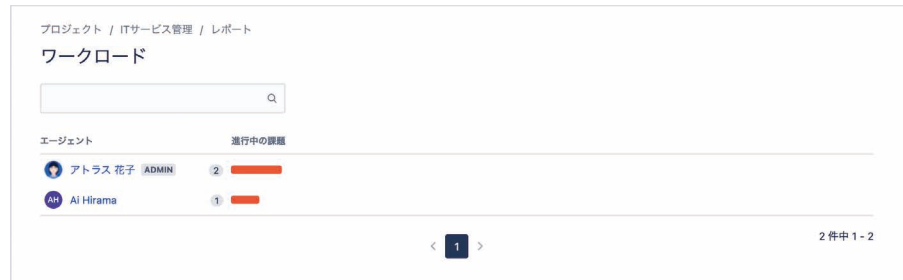 プロジェクト / ITサービス管理 / レポート
ワークロード
エージェント 進行中の課題
アトラス 花子 ADMIN 2
AH Ai Hirama 1
1
2 件中 1 - 2